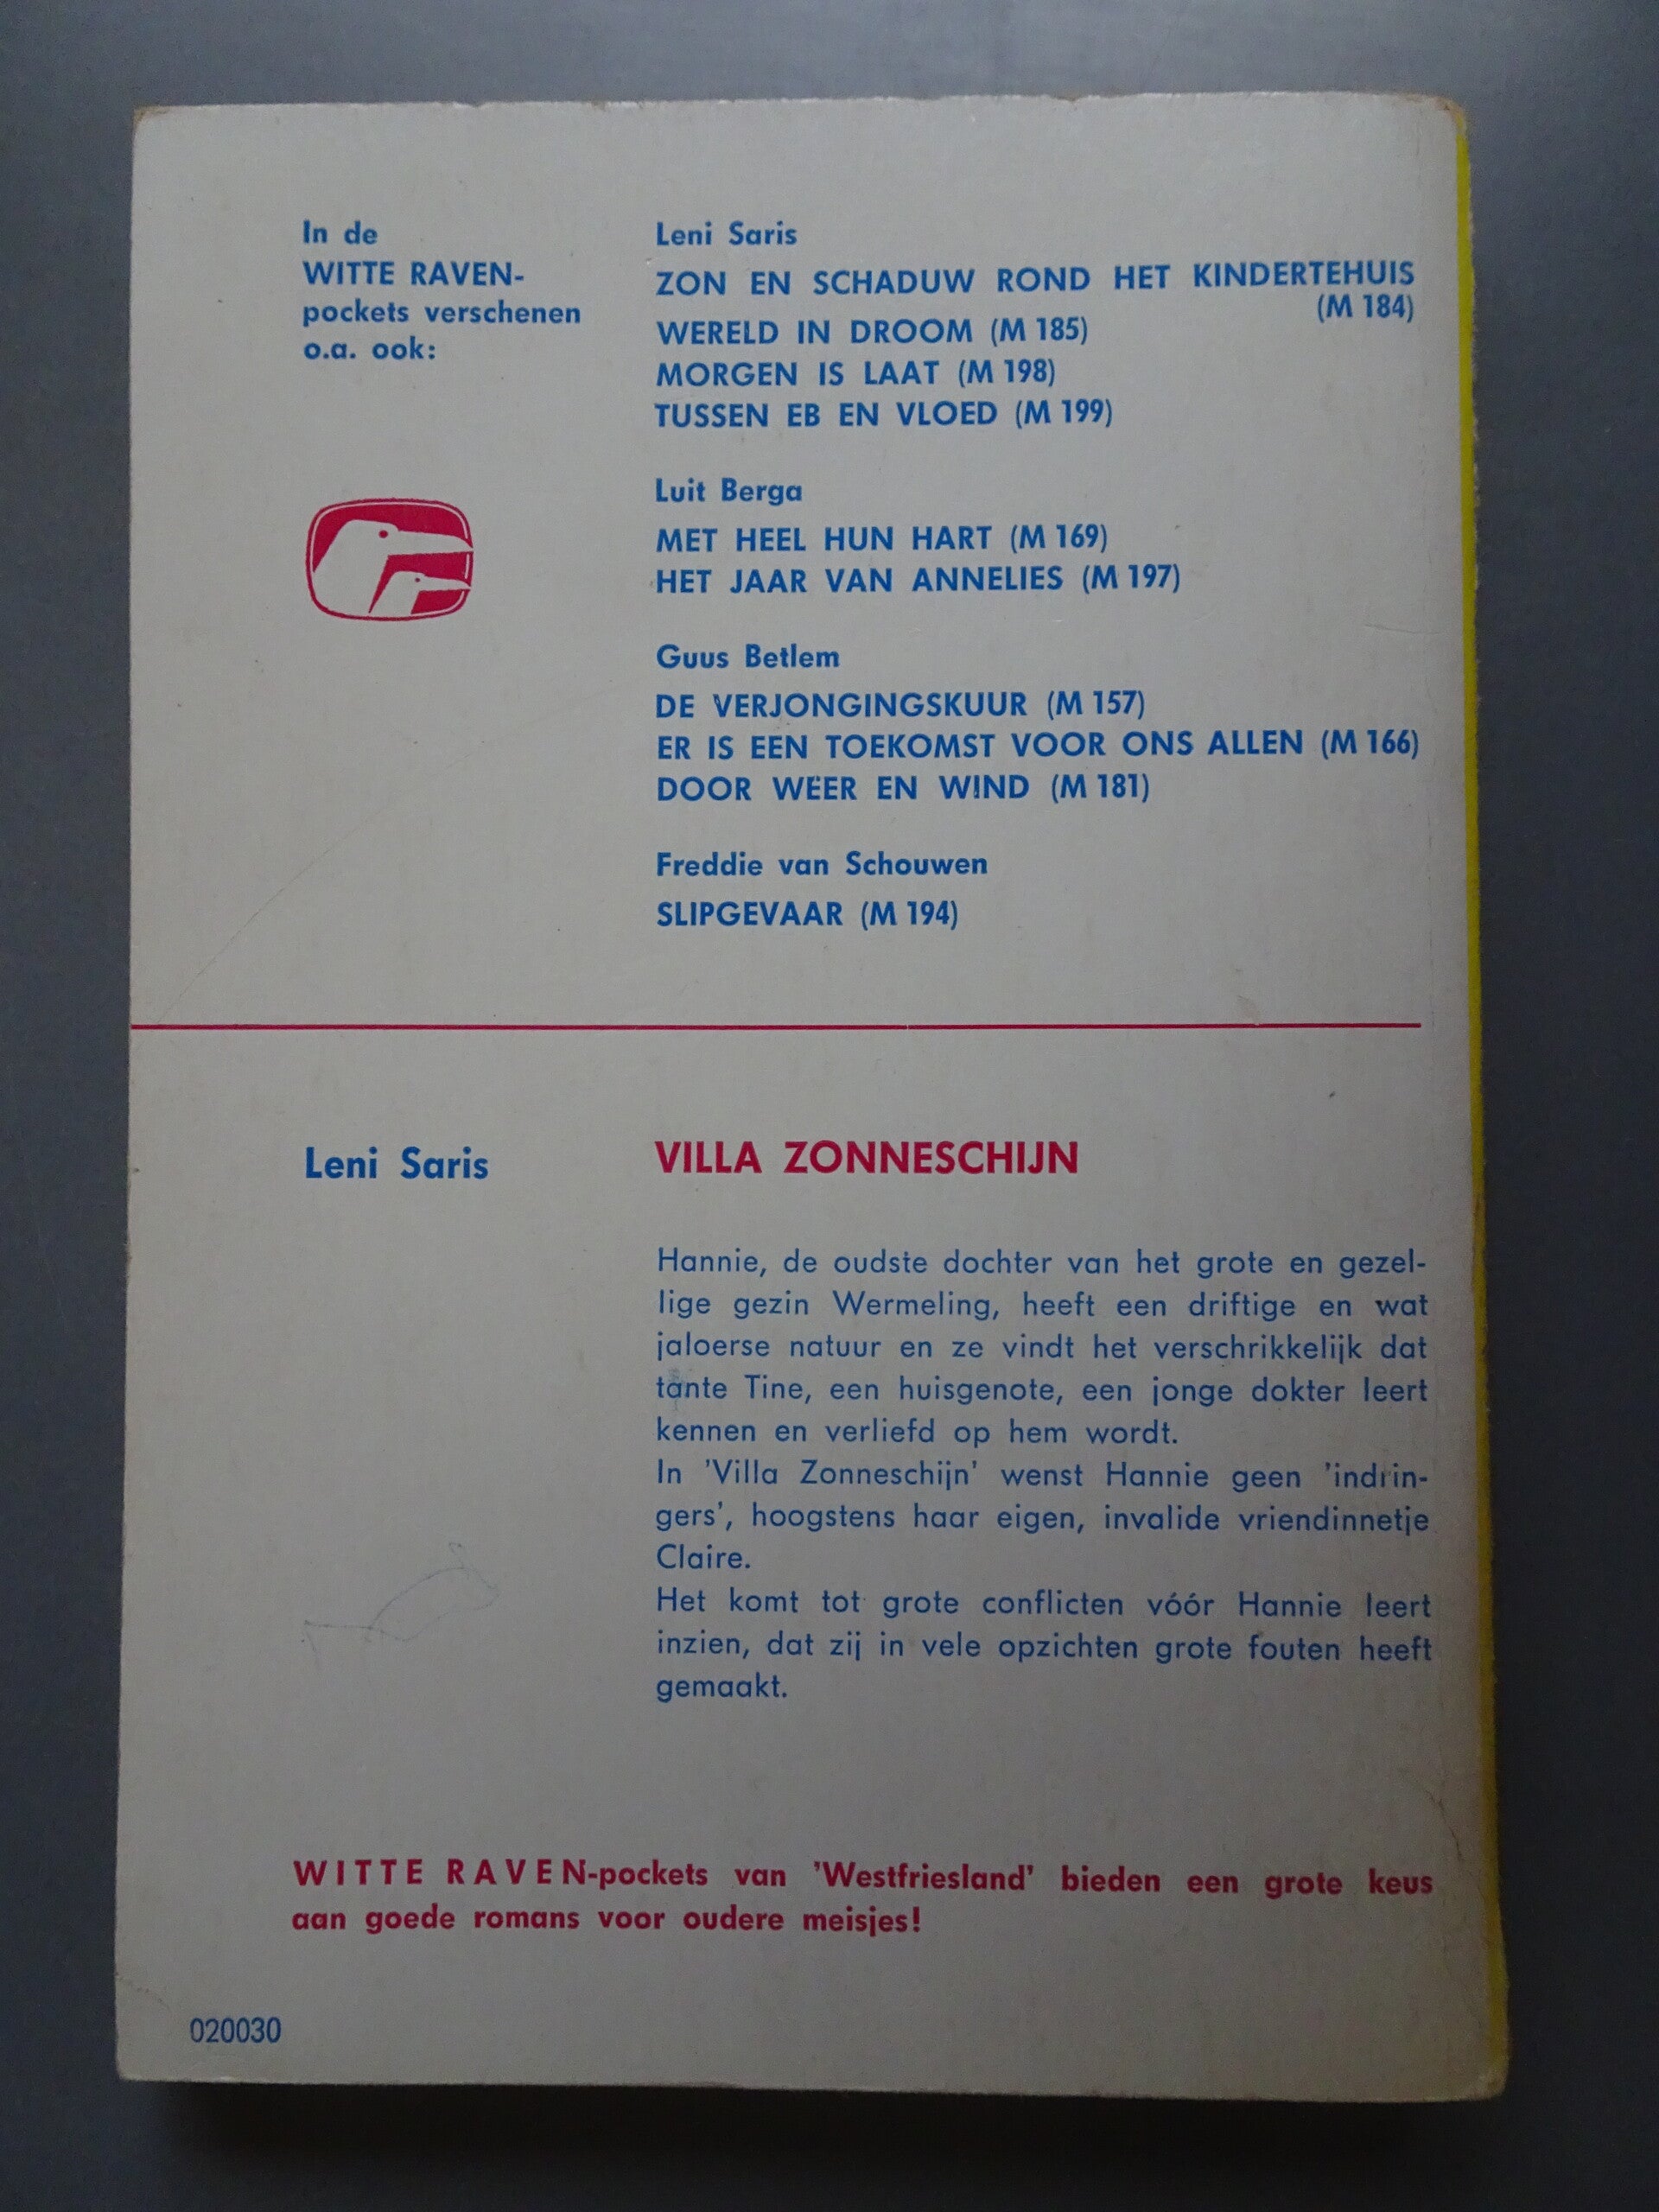 In de
WITTE RAVEN-
pockets verschenen
o.a. ook:
Leni Saris
ZON EN SCHADUW ROND HET KINDERTEHUIS
(M 184)
WERELD IN DROOM (M 185)
MORGEN IS LAAT (M 198)
TUSSEN EB EN VLOED (M 199)
Luit Berga
MET HEEL HUN HART (M 169)
HET JAAR VAN ANNELIES (M 197)
Guus Betlem
DE VERJONGINGSKUUR (M 157)
ER IS EEN TOEKOMST VOOR ONS ALLEN (M 166)
DOOR WEER EN WIND (M 181)
Freddie van Schouwen
SLIPGEVAAR (M 194)
Leni Saris
VILLA ZONNESCHIJN
Hannie, de oudste dochter van het grote en gezel-
lige gezin Wermeling, heeft een driftige en wat
jaloerse natuur en ze vindt het verschrikkelijk dat
tante Tine, een huisgenote, een jonge dokter leert
kennen en verliefd op hem wordt.
In 'Villa Zonneschijn' wenst Hannie geen 'indrin-
gers', hoogstens haar eigen, invalide vriendinnetje
Claire.
Het komt tot grote conflicten vóór Hannie leert
inzien, dat zij in vele opzichten grote fouten heeft
gemaakt.
WITTE RAVEN-pockets van 'Westfriesland' bieden een grote keus
aan goede romans voor oudere meisjes!
020030